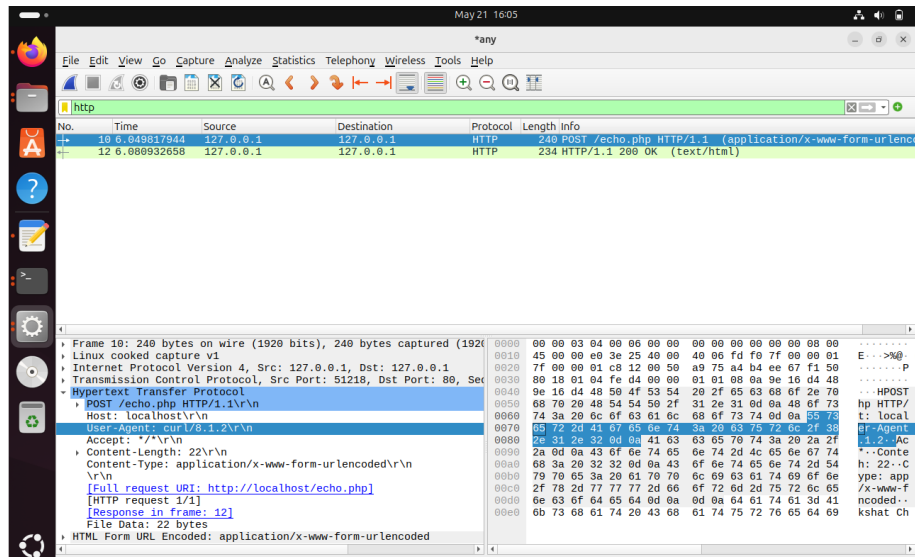 May 21 16:05
*any
File Edit View Go Capture Analyze Statistics Telephony Wireless Tools Help
http
No. Time Source Destination Protocol Length Info
10 6.049817944 127.0.0.1 127.0.0.1 HTTP 240 POST /echo.php HTTP/1.1 (application/x-www-form-urlenco
12 6.080932658 127.0.0.1 127.0.0.1 HTTP 234 HTTP/1.1 200 OK (text/html)
Frame 10: 240 bytes on wire (1920 bits), 240 bytes captured (192
Linux cooked capture v1
Internet Protocol Version 4, Src: 127.0.0.1, Dst: 127.0.0.1
Transmission Control Protocol, Src Port: 51218, Dst Port: 80, Se
Hypertext Transfer Protocol
POST /echo.php HTTP/1.1\r\n
Host: localhost\r\n
User-Agent: curl/8.1.2\r\n
Accept: */*\r\n
Content-Length: 22\r\n
Content-Type: application/x-www-form-urlencoded\r\n
\r\n
[Full request URI: http://localhost/echo.php]
[HTTP request 1/1]
[Response in frame: 12]
File Data: 22 bytes
HTML Form URL Encoded: application/x-www-form-urlencoded
0000 00 00 03 04 00 06 00 00 00 00 00 00 00 00 08 00 ········
0010 45 00 00 e0 3e 25 40 00 40 06 fd f0 7f 00 00 01 E···>%@·
0020 7f 00 00 01 c8 12 00 50 a9 75 a4 b4 ee 67 f1 50 ·······P
0030 80 18 01 04 fe d4 00 00 01 01 08 0a 9e 16 d4 48 ········
0040 9e 16 d4 48 50 4f 53 54 20 2f 65 63 68 6f 2e 70 ···HPOST
0050 68 70 20 48 54 54 50 2f 31 2e 31 0d 0a 48 6f 73 hp HTTP/
0060 74 3a 20 6c 6f 63 61 6c 68 6f 73 74 0d 0a 55 73 t: local
0070 65 72 2d 41 67 65 6e 74 3a 20 63 75 72 6c 2f 38 er-Agent
0080 2e 31 2e 32 0d 0a 41 63 63 65 70 74 3a 20 2a 2f .1.2··Ac
0090 2a 0d 0a 43 6f 6e 74 65 6e 74 2d 4c 65 6e 67 74 *··Conte
00a0 68 3a 20 32 32 0d 0a 43 6f 6e 74 65 6e 74 2d 54 h: 22··C
00b0 79 70 65 3a 20 61 70 70 6c 69 63 61 74 69 6f 6e ype: app
00c0 2f 78 2d 77 77 77 2d 66 6f 72 6d 2d 75 72 6c 65 /x-www-f
00d0 6e 63 6f 64 65 64 0d 0a 0d 0a 64 61 74 61 3d 41 ncoded··
00e0 6b 73 68 61 74 20 43 68 61 74 75 72 76 65 64 69 kshat Ch